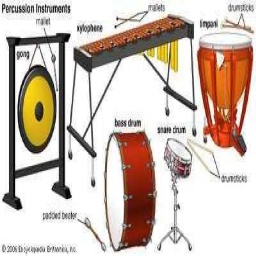 Percussion Instruments
mallet
gong
xylophone
mallets
timpani
drumsticks
bass drum
snare drum
drumsticks
padded beater
© 2006 Encyclopædia Britannica, Inc.